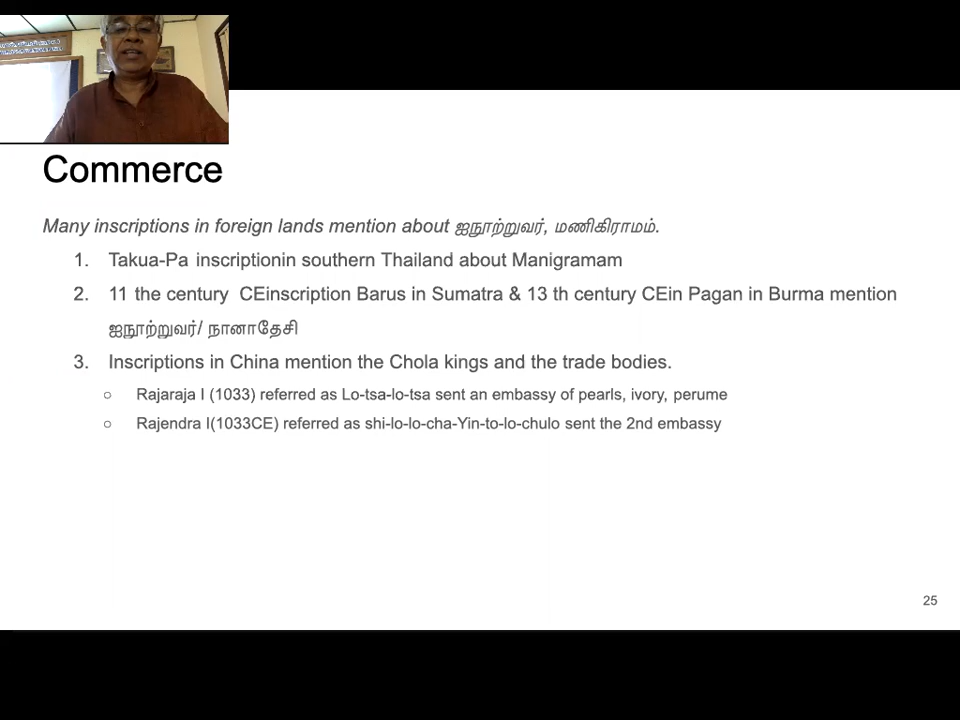 Commerce
Many inscriptions in foreign lands mention about ஐநூற்றுவர், மணிகிராமம்.
1. Takua-Pa inscriptionin southern Thailand about Manigramam
2. 11 the century CEinscription Barus in Sumatra & 13 th century CEin Pagan in Burma mention
ஐநூற்றுவர்/ நானாதேசி
3. Inscriptions in China mention the Chola kings and the trade bodies.
○ Rajaraja I (1033) referred as Lo-tsa-lo-tsa sent an embassy of pearls, ivory, perume
○ Rajendra I(1033CE) referred as shi-lo-lo-cha-Yin-to-lo-chulo sent the 2nd embassy
25